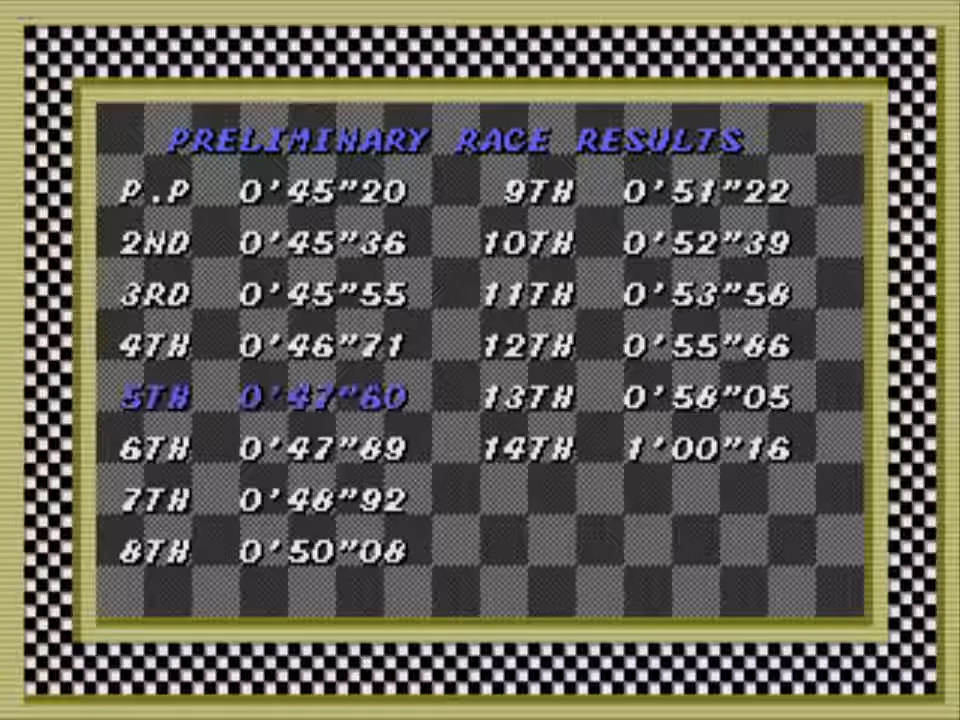 PRELIMINARY RACE RESULTS
P.P 0'45"20 9TH 0'51"22
2ND 0'45"36 10TH 0'52"39
3RD 0'45"55 11TH 0'53"58
4TH 0'46"71 12TH 0'55"86
5TH 0'47"60 13TH 0'58"05
6TH 0'47"89 14TH 1'00"16
7TH 0'48"92
8TH 0'50"08